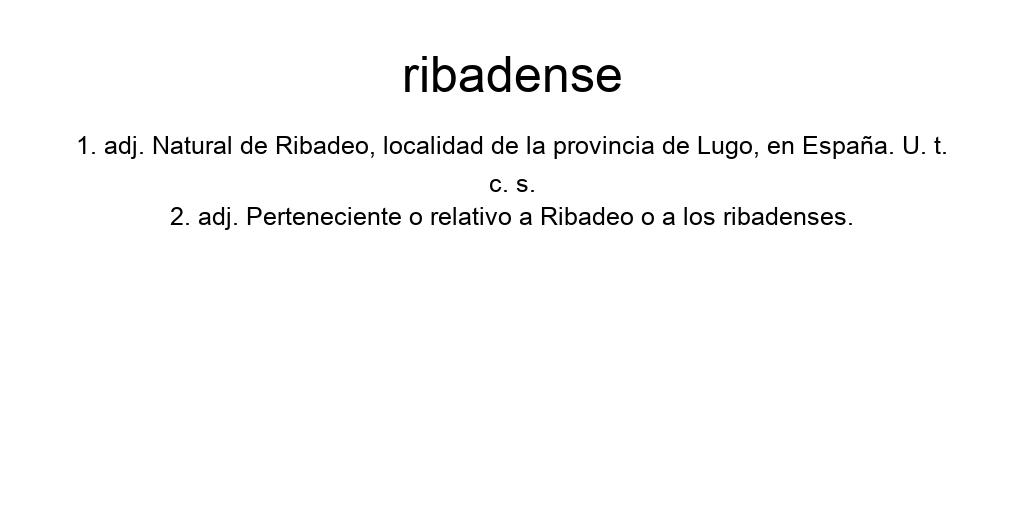 ribadense
1. adj. Natural de Ribadeo, localidad de la provincia de Lugo, en España. U. t.
c. s.
2. adj. Perteneciente o relativo a Ribadeo o a los ribadenses.